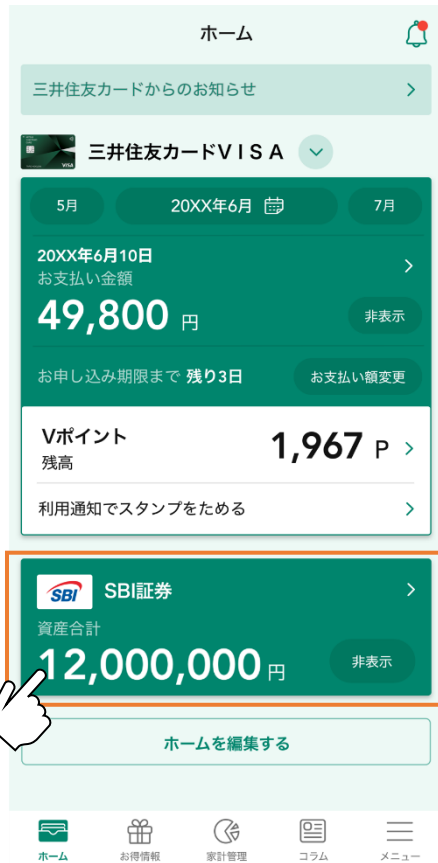 ホーム
三井住友カードからのお知らせ
VISA
三井住友カードVISA
5月
20XX年6月
7月
20XX年6月10日
お支払い金額
49,800 円
非表示
お申し込み期限まで 残り3日
お支払い額変更
Vポイント
残高
1,967 P
利用通知でスタンプをためる
SBI
SBI証券
資産合計
12,000,000 円
非表示
ホームを編集する
ホーム
お得情報
家計管理
コラム
メニュー